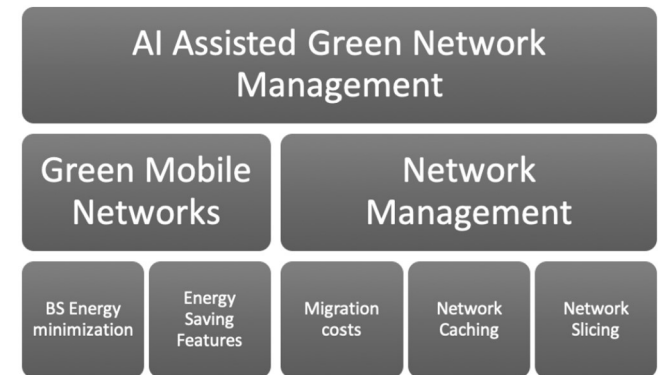 AI Assisted Green Network
Management
Green Mobile
Networks
Network
Management
BS Energy
minimization
Energy
Saving
Features
Migration
costs
Network
Caching
Network
Slicing